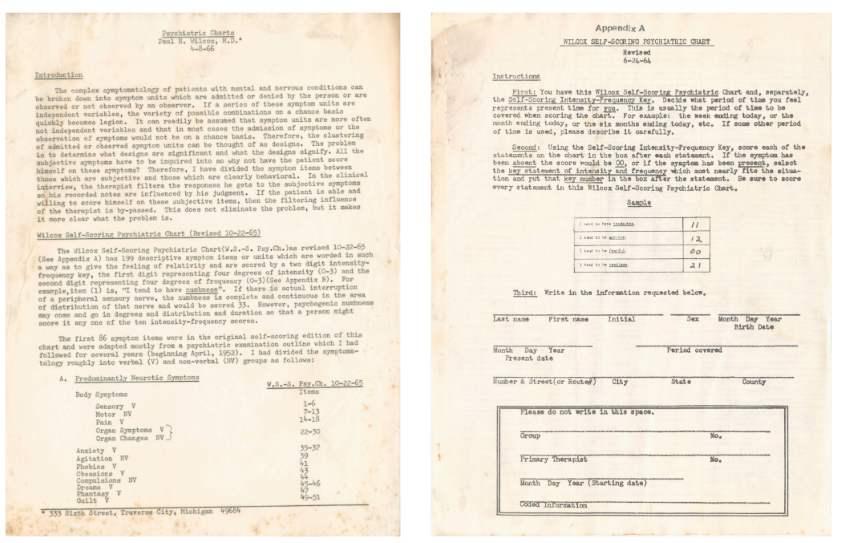 Psychiatric Charts
Paul H. Wilcox, M.D.*
4-8-66
Introduction
The complex symptomatology of patients with mental and nervous conditions can
be broken down into symptom units which are admitted or denied by the person or are
observed or not observed by an observer. If a series of these symptom units are
independent variables, the variety of possible combinations on a chance basis
quickly becomes legion. It can readily be assumed that symptom units are more often
not independent variables and that in most cases the admission of symptoms or the
observation of symptoms would not be on a chance basis. Therefore, the clustering
of admitted or observed symptom units can be thought of as designs. The problem
is to determine what designs are significant and what the designs signify. All the
subjective symptoms have to be inquired into so why not have the patient score
himself on these symptoms? Therefore, I have divided the symptom items between
those which are subjective and those which are clearly behavioral. In the clinical
interview, the therapist filters the responses he gets to the subjective symptoms
so his recorded notes are influenced by his judgment. If the patient is able and
willing to score himself on these subjective items, then the filtering influence
of the therapist is by-passed. This does not eliminate the problem, but it makes
it more clear what the problem is.
Wilcox Self-Scoring Psychiatric Chart (Revised 10-22-65)
The Wilcox Self-Scoring Psychiatric Chart(W.S.-S. Psy.Ch.)as revised 10-22-65
(See Appendix A) has 199 descriptive symptom items or units which are worded in such
a way as to give the feeling of relativity and are scored by a two digit intensity-
frequency key, the first digit representing four degrees of intensity (0-3) and the
second digit representing four degrees of frequency (0-3)(See Appendix B). For
example,item (1) is, "I tend to have numbness". If there is actual interruption
of a peripheral sensory nerve, the numbness is complete and continuous in the area
of distribution of that nerve and would be scored 33. However, psychogenic numbness
may come and go in degrees and distribution and duration so that a person might
score it any one of the ten intensity-frequency scores.
The first 86 symptom items were in the original self-scoring edition of this
chart and were adapted mostly from a psychiatric examination outline which I had
followed for several years (beginning April, 1952). I had divided the symptoma-
tology roughly into verbal (V) and non-verbal (NV) groups as follows:
A. Predominantly Neurotic Symptoms
W.S.-S. Psy.Ch. 10-22-65
Body Symptoms Items
Sensory V 1-6
Motor NV 7-13
Pain V 14-18
Organ Symptoms V
Organ Changes NV 22-30
Anxiety V 35-37
Agitation NV 39
Phobias V 41
Obsessions V 43
Compulsions NV 44
Dreams V 45-46
Phantasy V 47
Guilt V 49-51
* 333 Sixth Street, Traverse City, Michigan 49684
Appendix A
WILCOX SELF-SCORING PSYCHIATRIC CHART
Revised
6-24-64
Instructions
First: You have this Wilcox Self-Scoring Psychiatric Chart and, separately,
the Self-Scoring Intensity-Frequency Key. Decide what period of time you feel
represents present time for you. This is usually the period of time to be
covered when scoring the chart. For example: the week ending today, or the
month ending today, or the six months ending today, etc. If some other period
of time is used, please describe it carefully.
Second: Using the Self-Scoring Intensity-Frequency Key, score each of the
statements on the chart in the box after each statement. If the symptom has
been absent the score would be 00, or if the symptom has been present, select
the key statement of intensity and frequency which most nearly fits the situa-
tion and put that key number in the box after the statement. Be sure to score
every statement in this Wilcox Self-Scoring Psychiatric Chart.
Sample
I tend to have headaches. 11
I tend to be 12
I tend to be 00
I tend to be 21
Third: Write in the information requested below.
Last name First name Initial Sex Month Day Year
Birth Date
Month Day Year Period covered
Present date
Number & Street(or Route#) City State County
Please do not write in this space.
Group No.
Primary Therapist No.
Month Day Year (Starting date)
Coded Information